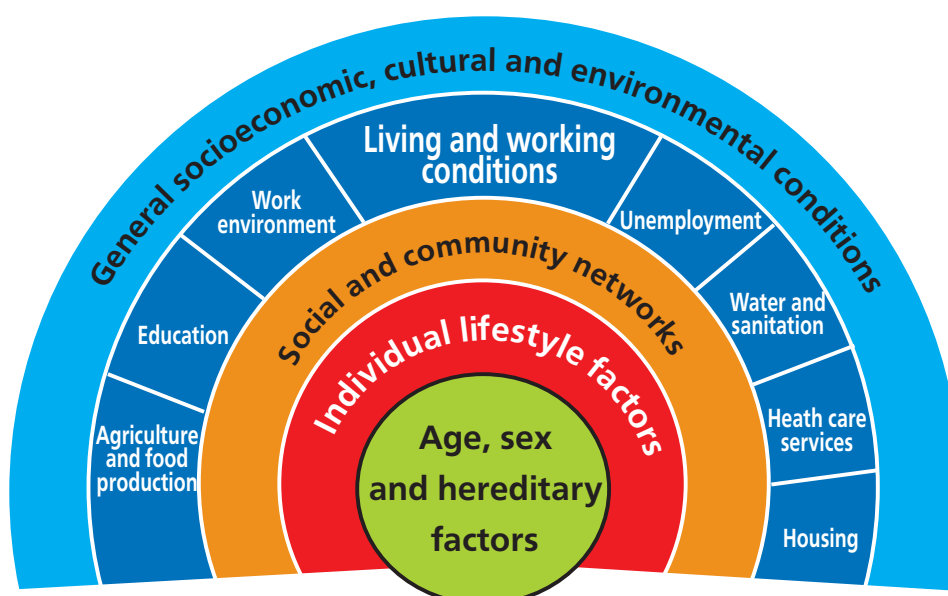 General socioeconomic, cultural and environmental conditions
Living and working
conditions
Work
environment
Unemployment
Education
Water and
sanitation
Agriculture
and food
production
Heath care
services
Housing
Social and community networks
Individual lifestyle factors
Age, sex
and hereditary
factors